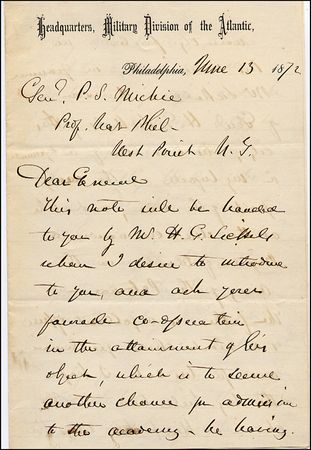 Headquarters, Military Division of the Atlantic,
Philadelphia, June 15 1872
Genl. P. S. Michie
Prof. Nat Phil-
West Point N. Y.
Dear General
This note will be handed
to you by Mr. H. G.
whom I desire to introduce
to you, and ask your
favorable co-operation
in the attainment of his
object, which is to secure
another chance for admission
to the academy - he having